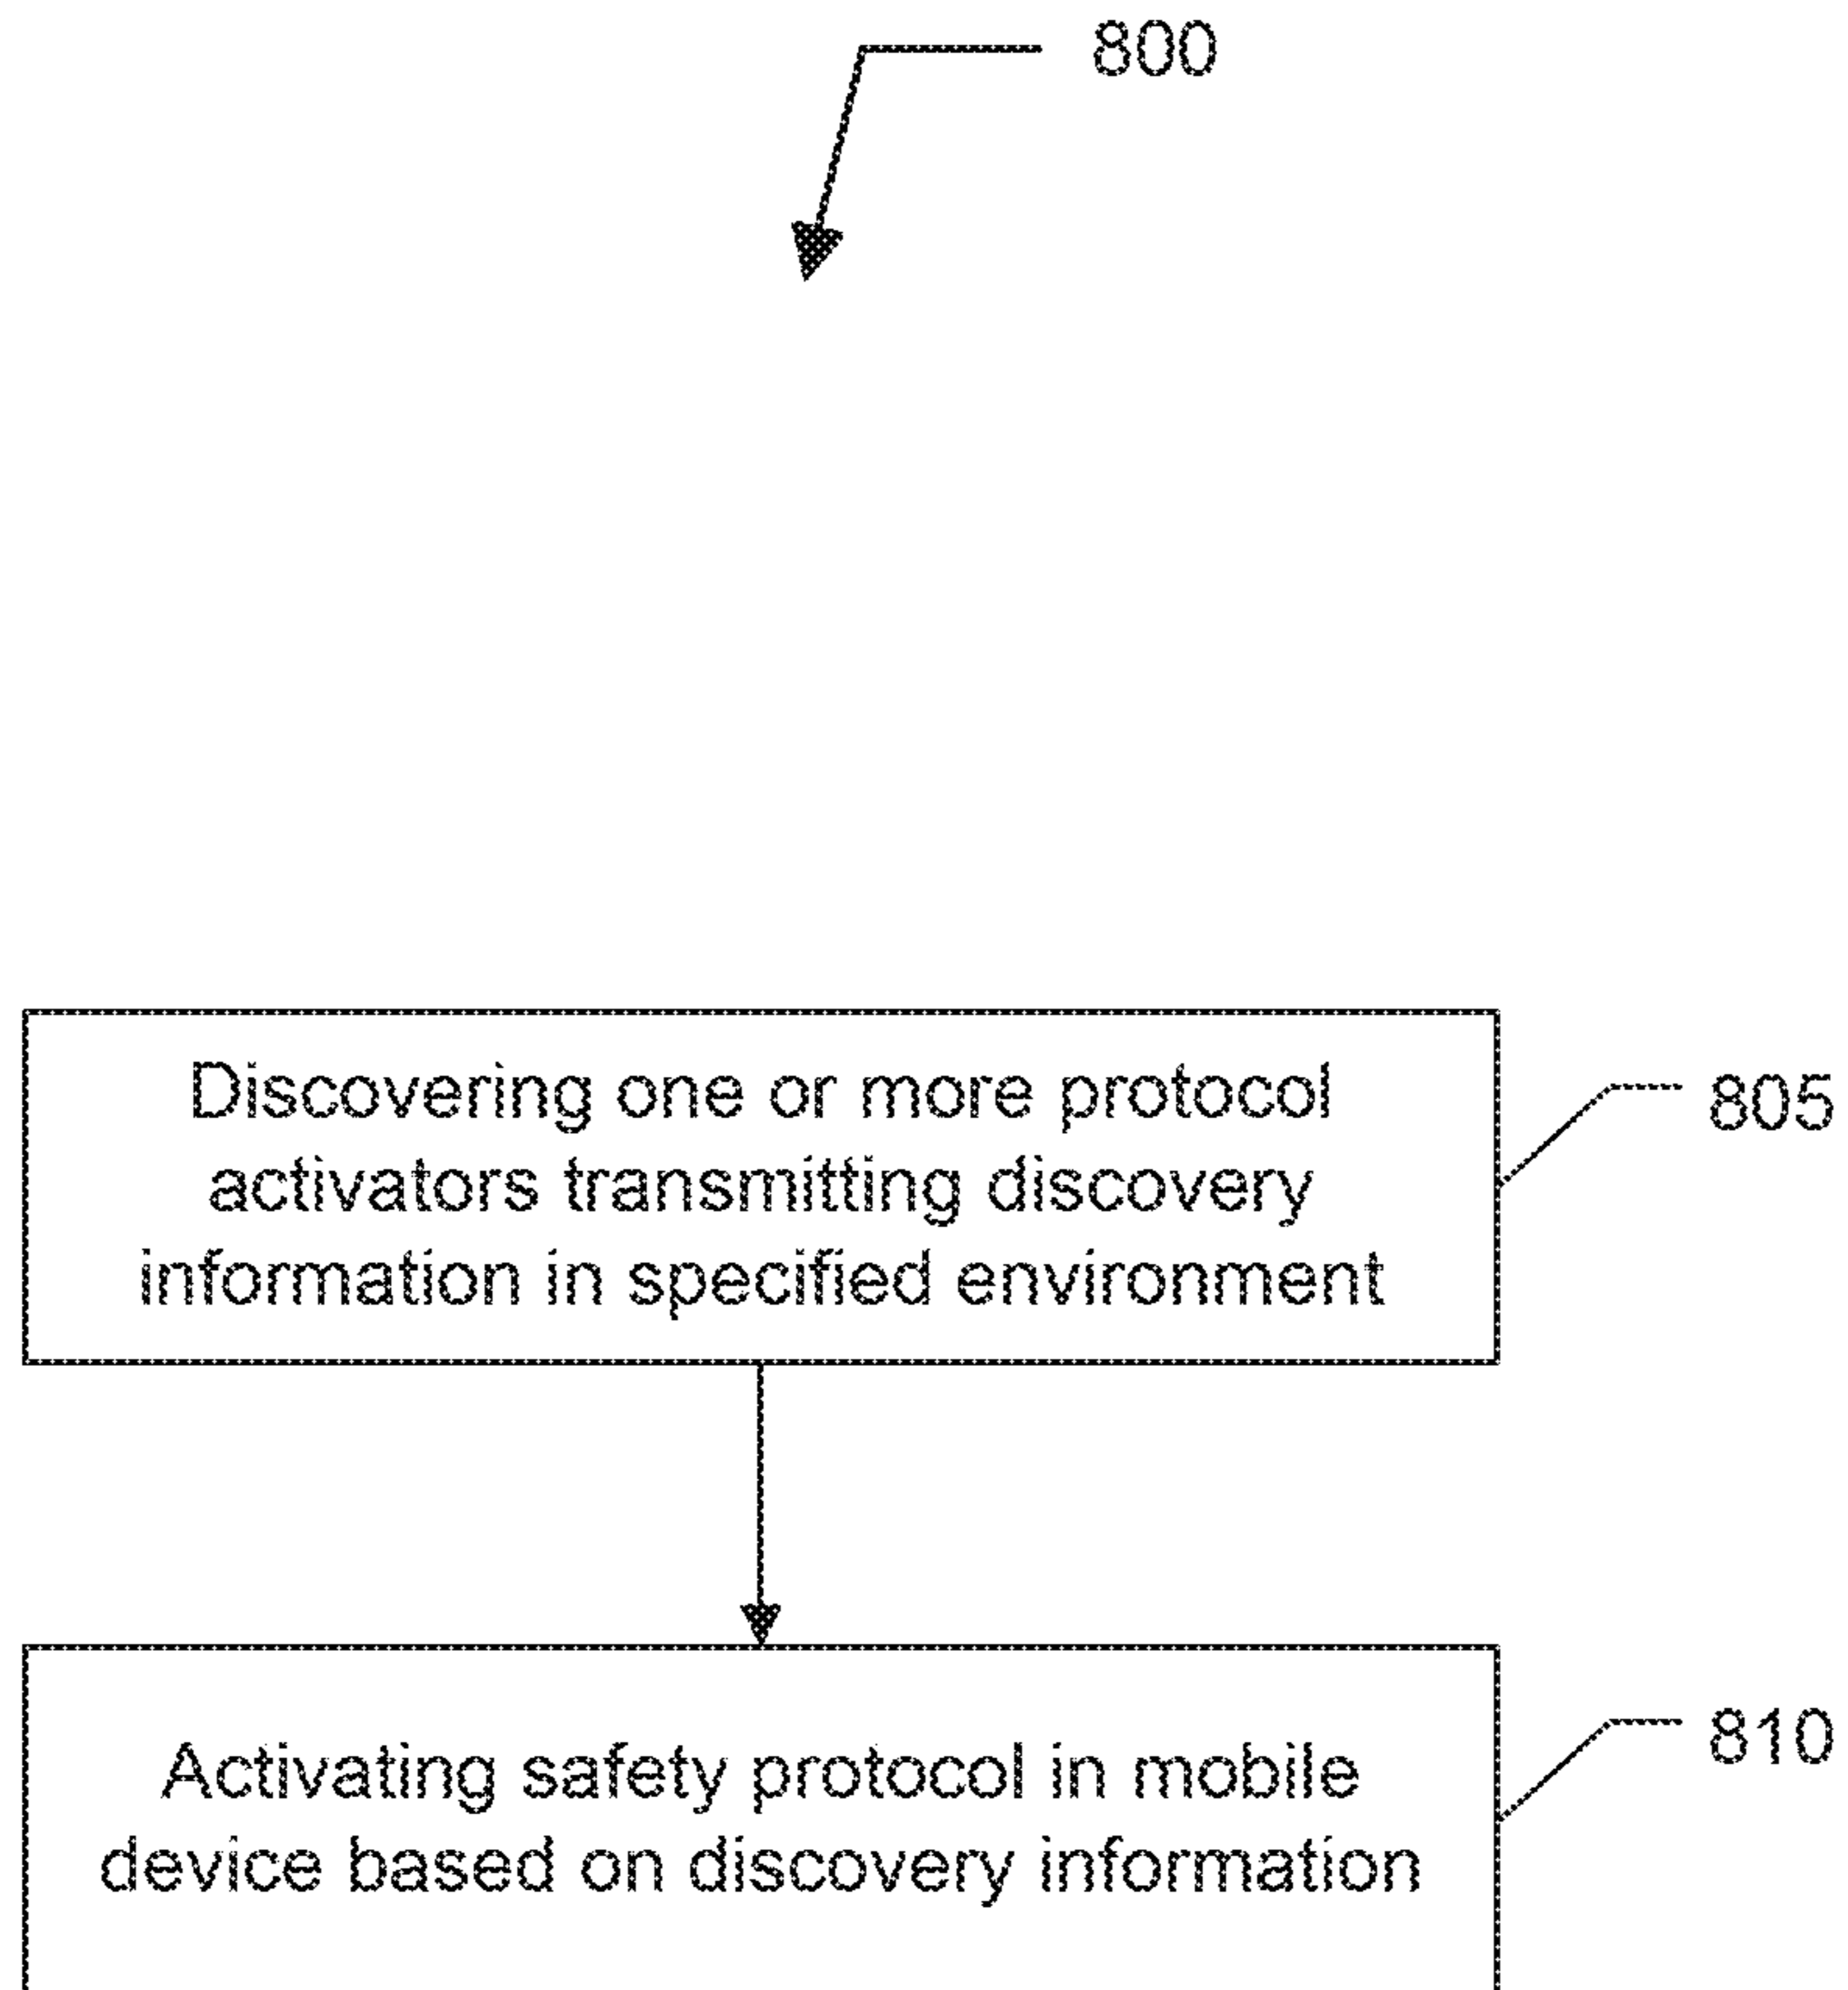 800
Discovering one or more protocol
activators transmitting discovery
information in specified environment
805
Activating safety protocol in mobile
device based on discovery information
810